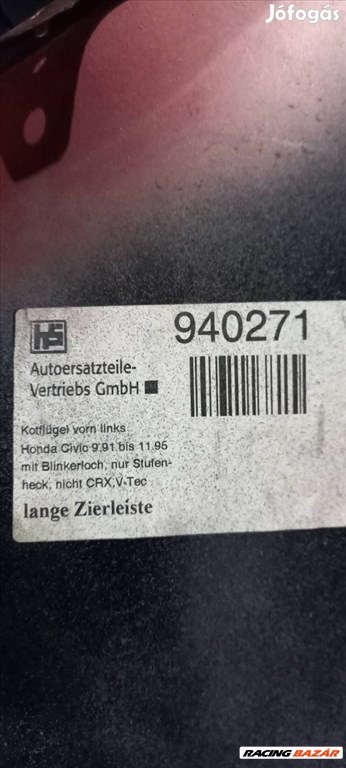 Jófogás
HS
940271
Autoersatzteile-
Vertriebs GmbH
Kotflügel vorn links
Honda Civic 9.91 bis 11.95
mit Blinkerloch, nur Stufen-
heck, nicht CRX,V-Tec
lange Zierleiste
RACING BAZÁR